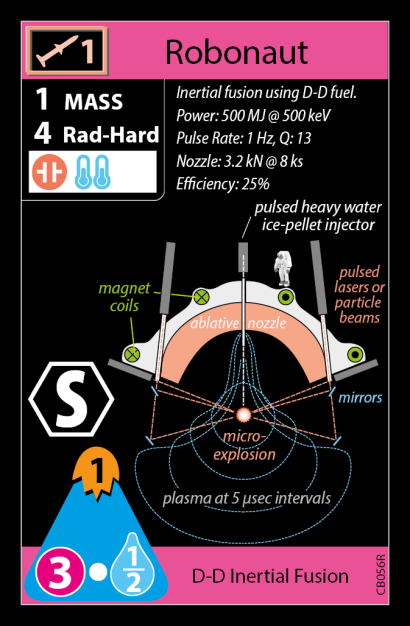 1
Robonaut
1 MASS
4 Rad-Hard
Inertial fusion using D-D fuel.
Power: 500 MJ @ 500 keV
Pulse Rate: 1 Hz, Q: 13
Nozzle: 3.2 kN @ 8 ks
Efficiency: 25%
pulsed heavy water
ice-pellet injector
magnet
coils
pulsed
lasers or
particle
beams
ablative nozzle
mirrors
S
micro-
explosion
plasma at 5 μsec intervals
1
3 • 1/2
D-D Inertial Fusion
CB056R